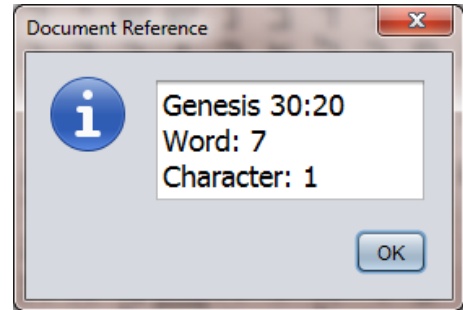 Document Reference
Genesis 30:20
Word: 7
Character: 1
OK